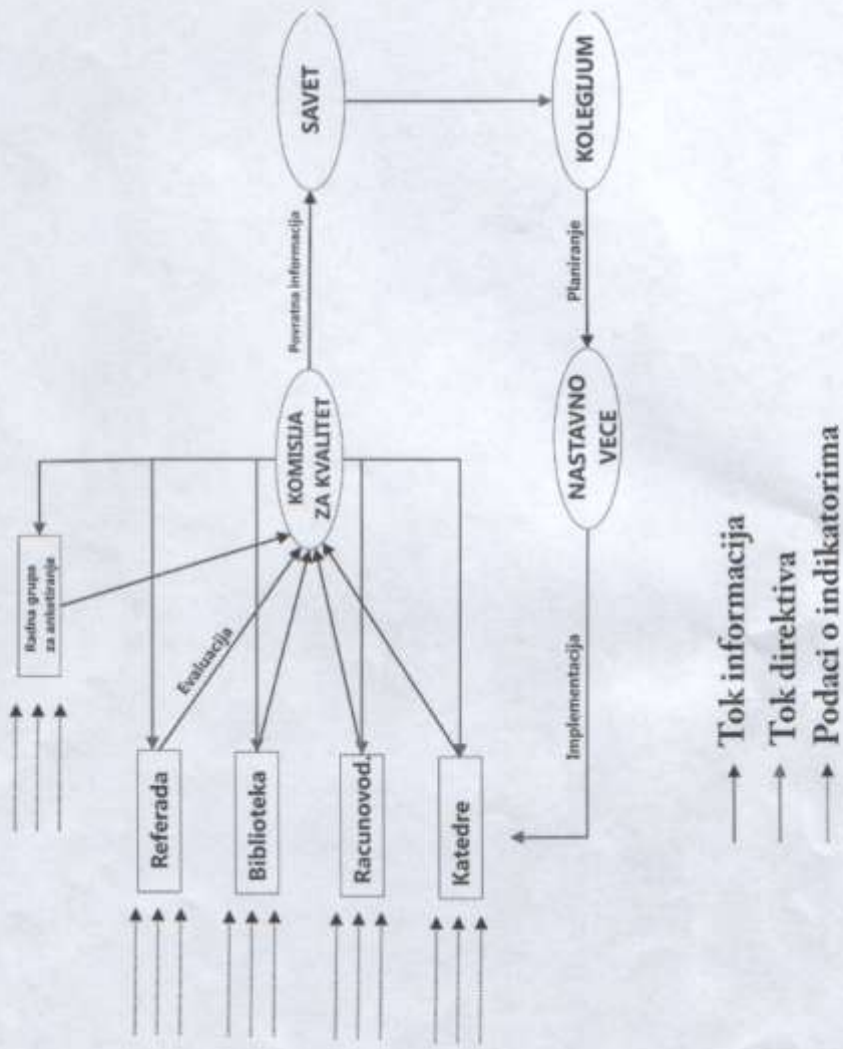 Radna grupa
za anketiranje
Referada
Evaluacija
Biblioteka
Racunovod.
Katedre
KOMISIJA
ZA KVALITET
Povratna informacija
SAVET
KOLEGIJUM
Planiranje
NASTAVNO
VECE
Implementacija
Tok informacija
Tok direktiva
Podaci o indikatorima